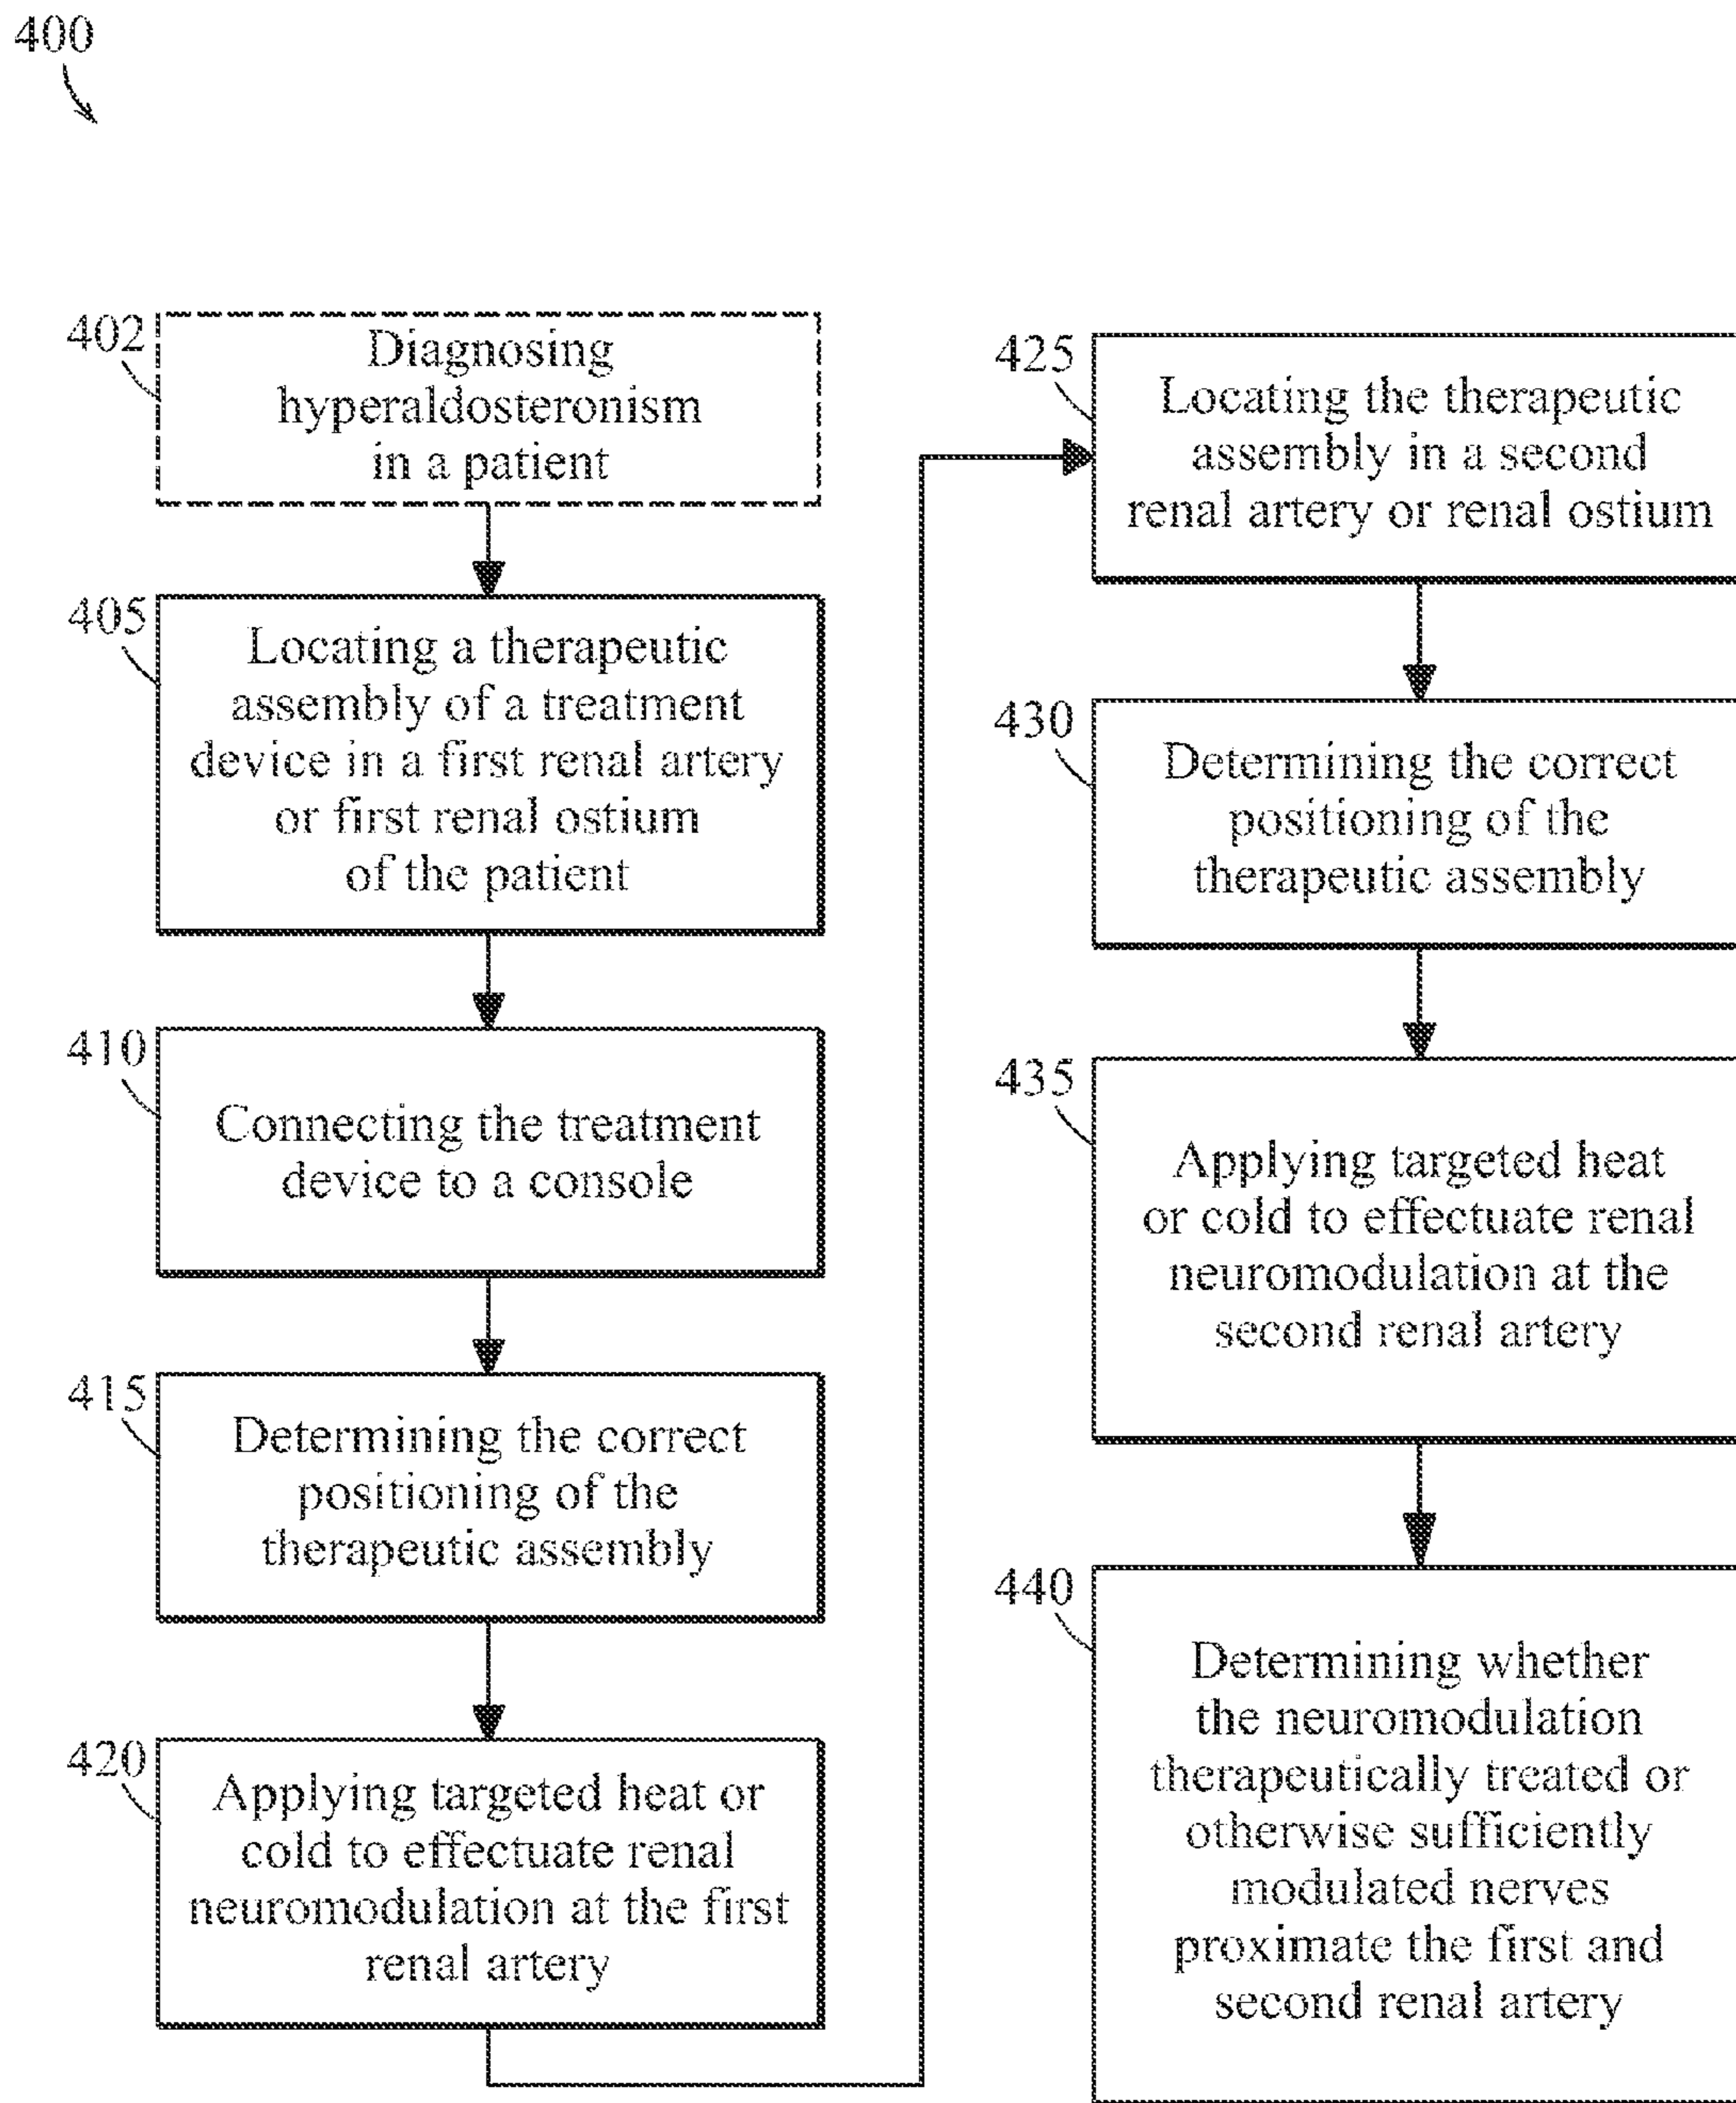 400
402
Diagnosing
hyperaldosteronism
in a patient
405
Locating a therapeutic
assembly of a treatment
device in a first renal artery
or first renal ostium
of the patient
410
Connecting the treatment
device to a console
415
Determining the correct
positioning of the
therapeutic assembly
420
Applying targeted heat or
cold to effectuate renal
neuromodulation at the first
renal artery
425
Locating the therapeutic
assembly in a second
renal artery or renal ostium
430
Determining the correct
positioning of the
therapeutic assembly
435
Applying targeted heat
or cold to effectuate renal
neuromodulation at the
second renal artery
440
Determining whether
the neuromodulation
therapeutically treated or
otherwise sufficiently
modulated nerves
proximate the first and
second renal artery